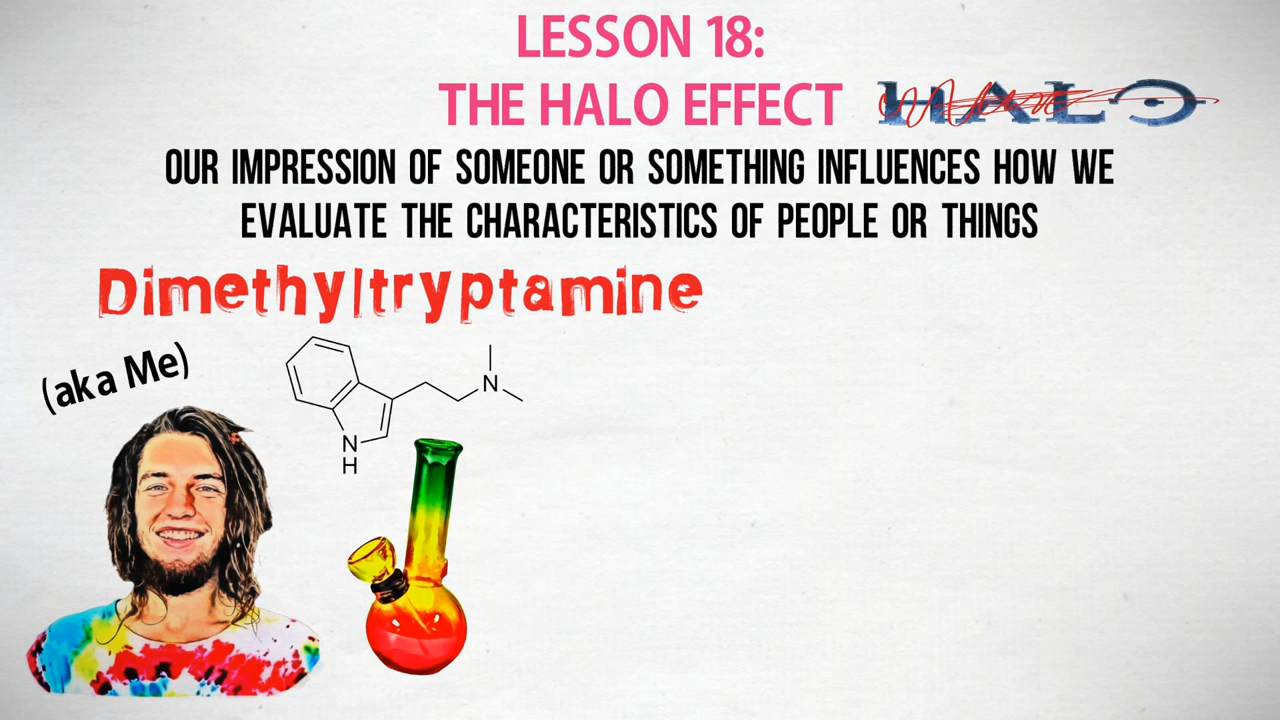 LESSON 18:
THE HALO EFFECT
HALO
OUR IMPRESSION OF SOMEONE OR SOMETHING INFLUENCES HOW WE
EVALUATE THE CHARACTERISTICS OF PEOPLE OR THINGS
Dimethyltryptamine
(aka Me)
N
N
H